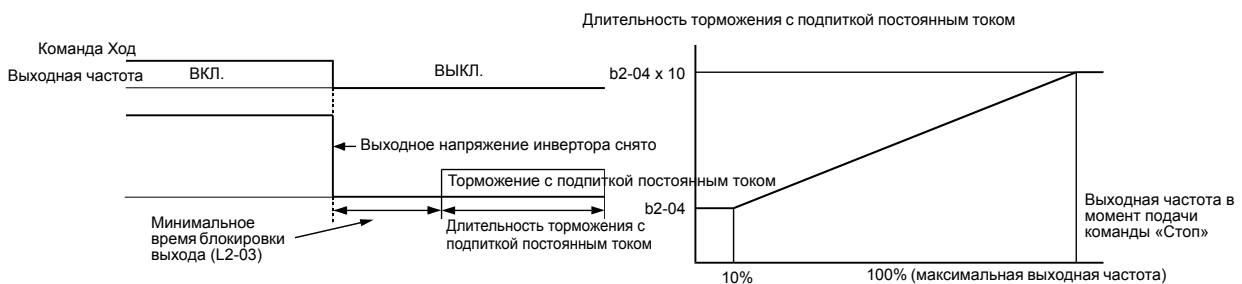 Длительность торможения с подпиткой постоянным током
Команда Ход
Выходная частота
ВКЛ.
ВЫКЛ.
b2-04 x 10
Выходное напряжение инвертора снято
Торможение с подпиткой постоянным током
b2-04
Минимальное
время блокировки
выхода (L2-03)
Длительность торможения с
подпиткой постоянным током
Выходная частота в
момент подачи
команды «Стоп»
10%
100% (максимальная выходная частота)